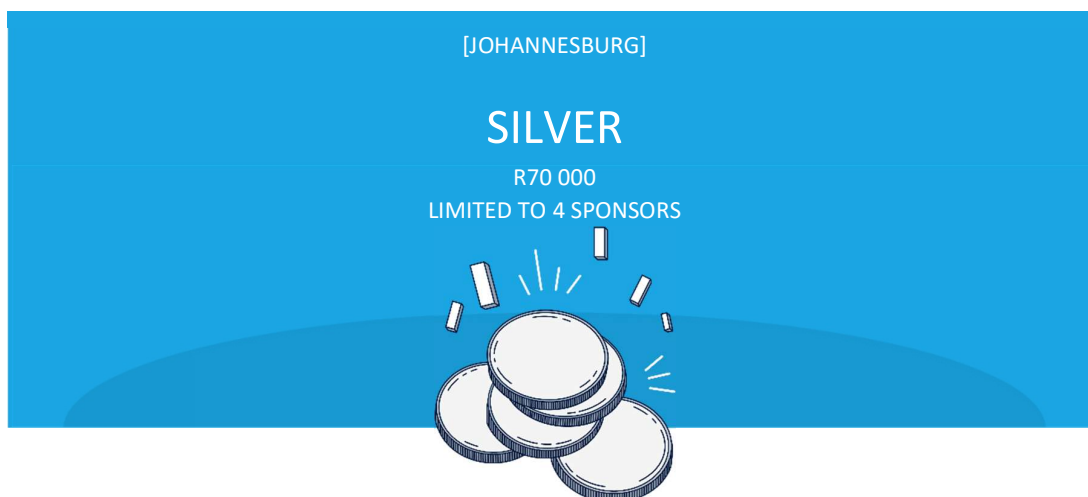 [JOHANNESBURG]
SILVER
R70 000
LIMITED TO 4 SPONSORS